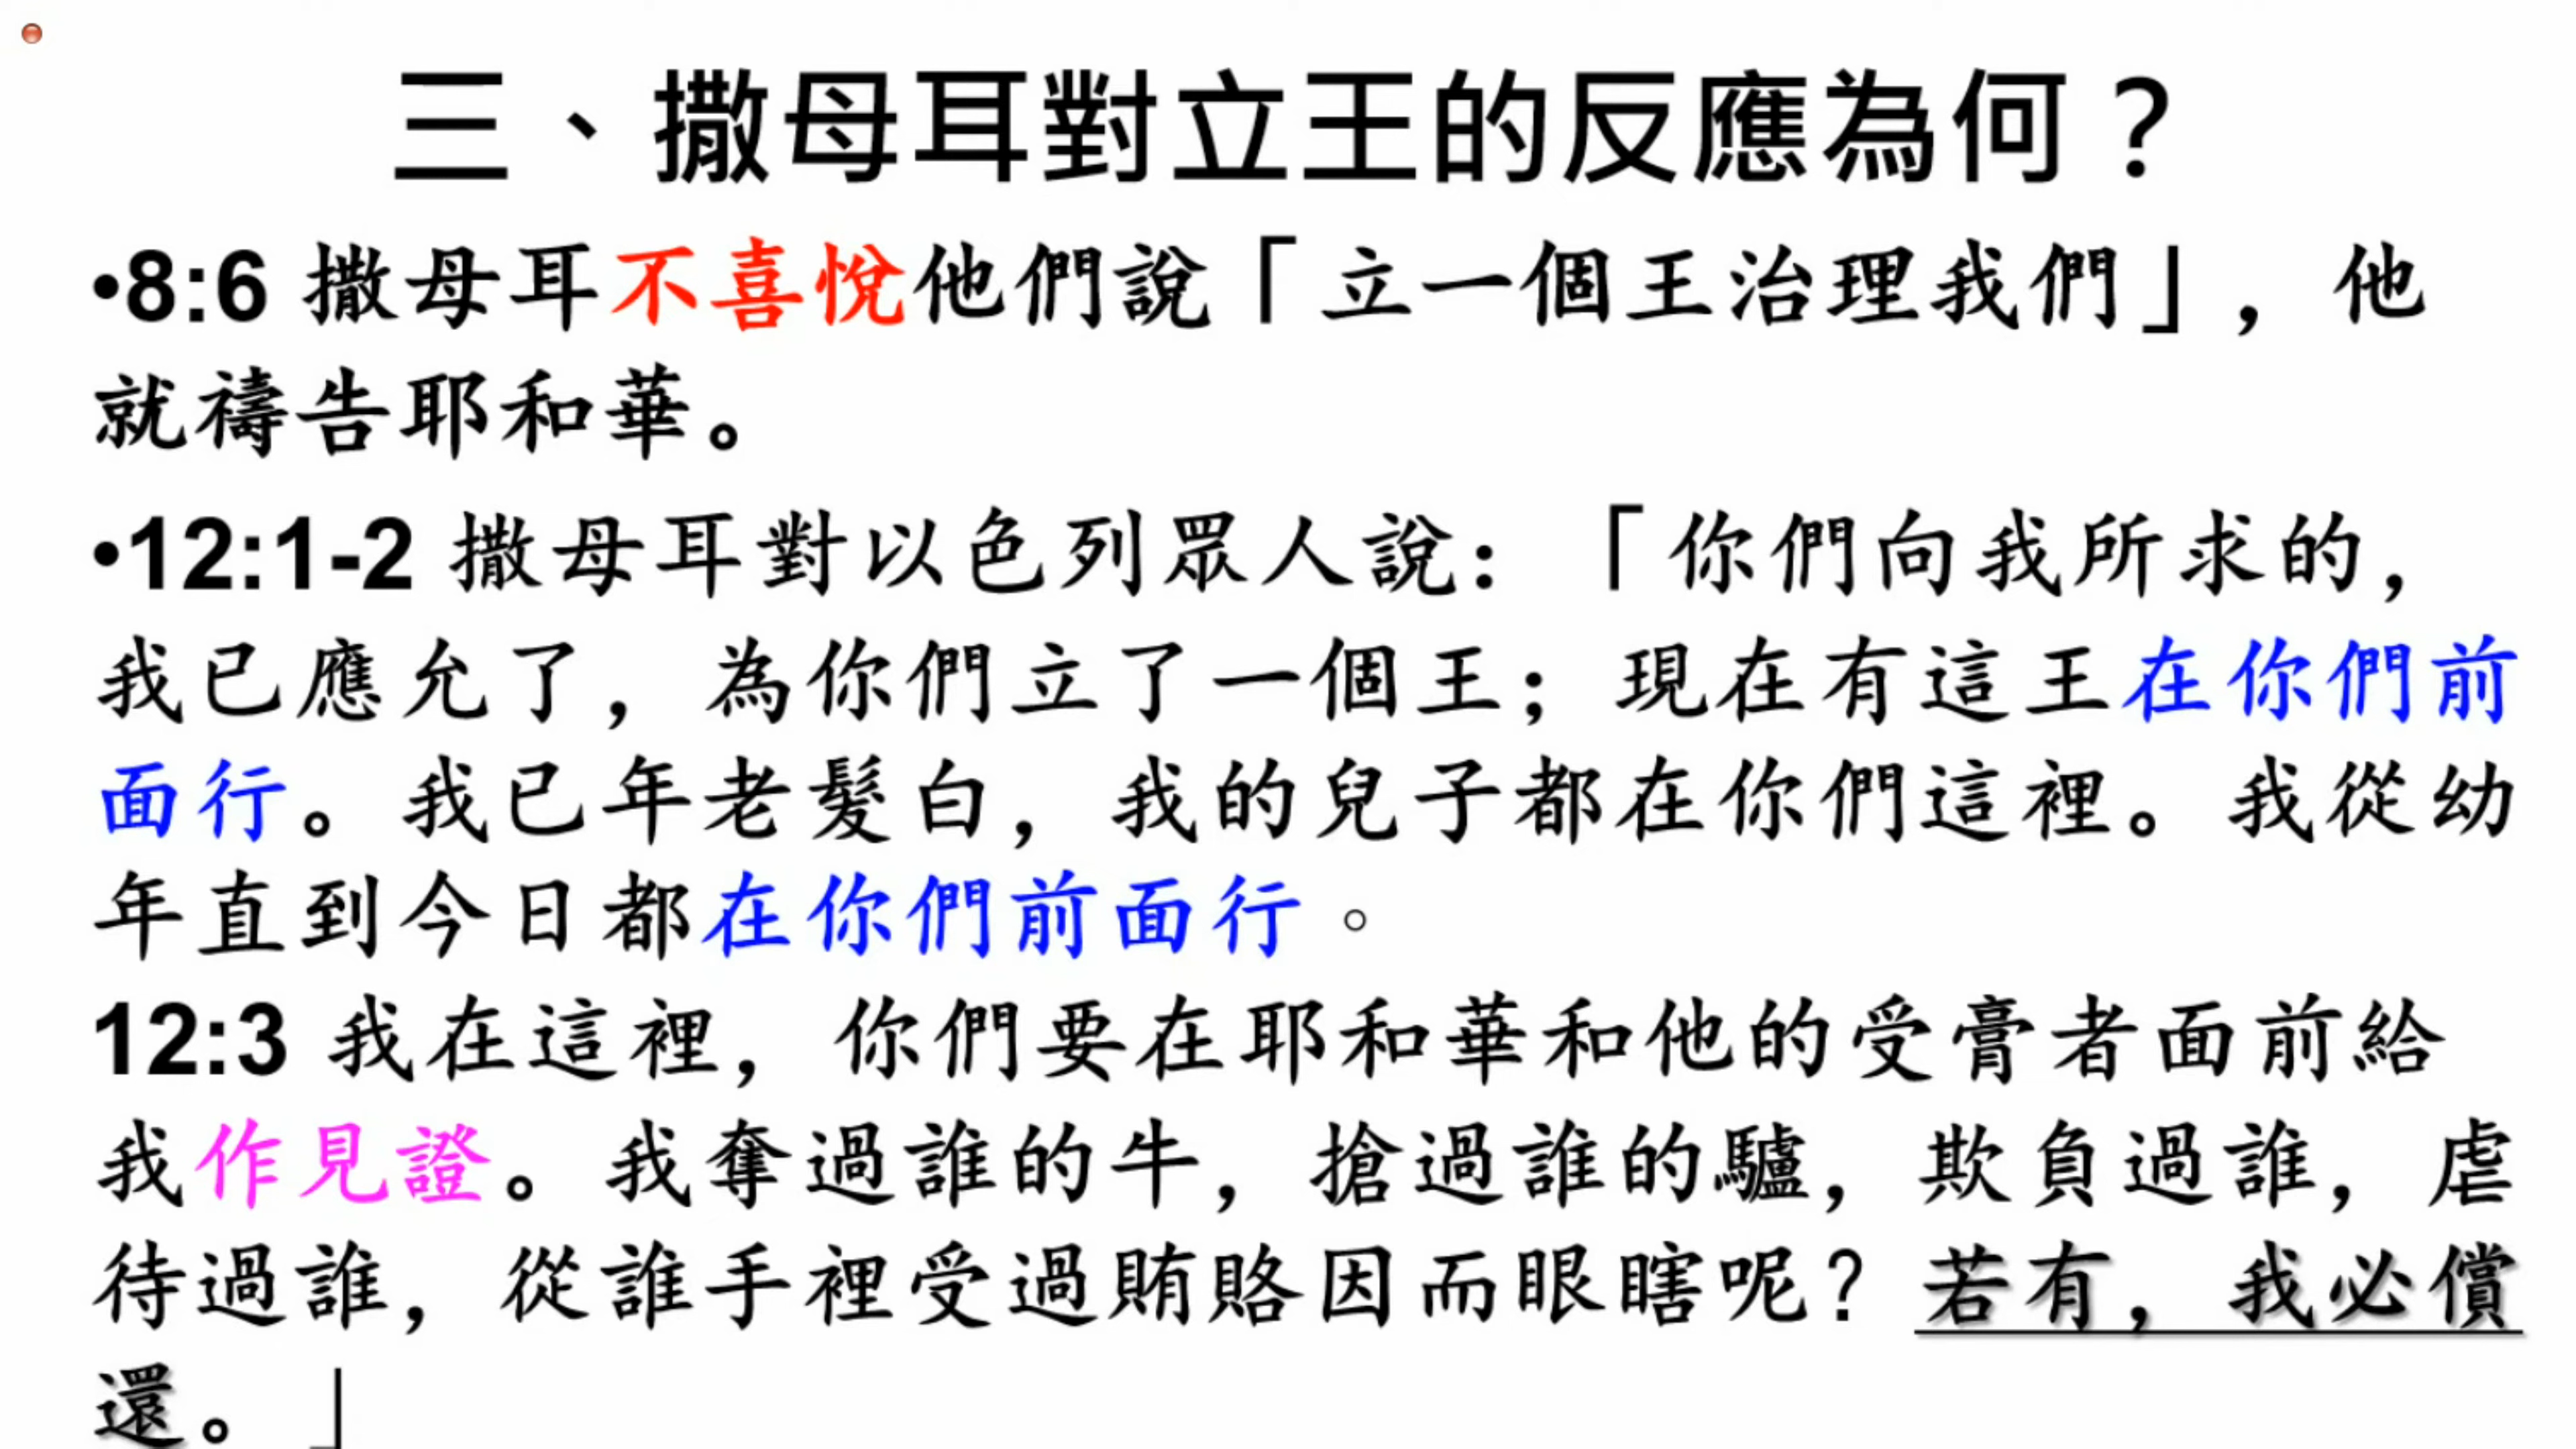 三、撒母耳對立王的反應為何？
•8:6 撒母耳不喜悅他們說「立一個王治理我們」，他
就禱告耶和華。
•12:1-2 撒母耳對以色列眾人說：「你們向我所求的，
我已應允了，為你們立了一個王；現在有這王在你們前
面行。我已年老髮白，我的兒子都在你們這裡。我從幼
年直到今日都在你們前面行。
12:3 我在這裡，你們要在耶和華和他的受膏者面前給
我作見證。我奪過誰的牛，搶過誰的驢，欺負過誰，虐
待過誰，從誰手裡受過賄賂因而眼瞎呢？若有，我必償
還。」